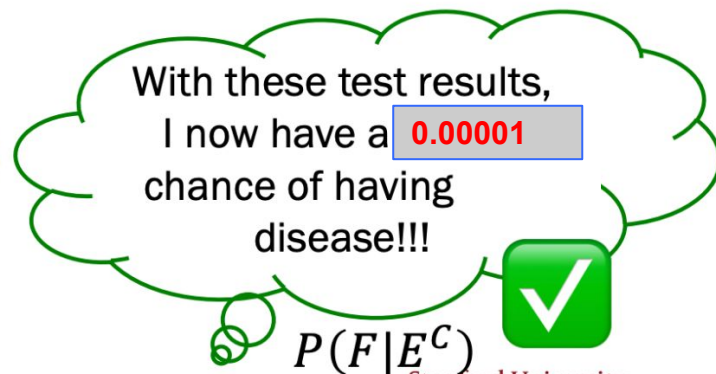 With these test results,
I now have a 0.00001
chance of having
disease!!!
P(F|E^C)